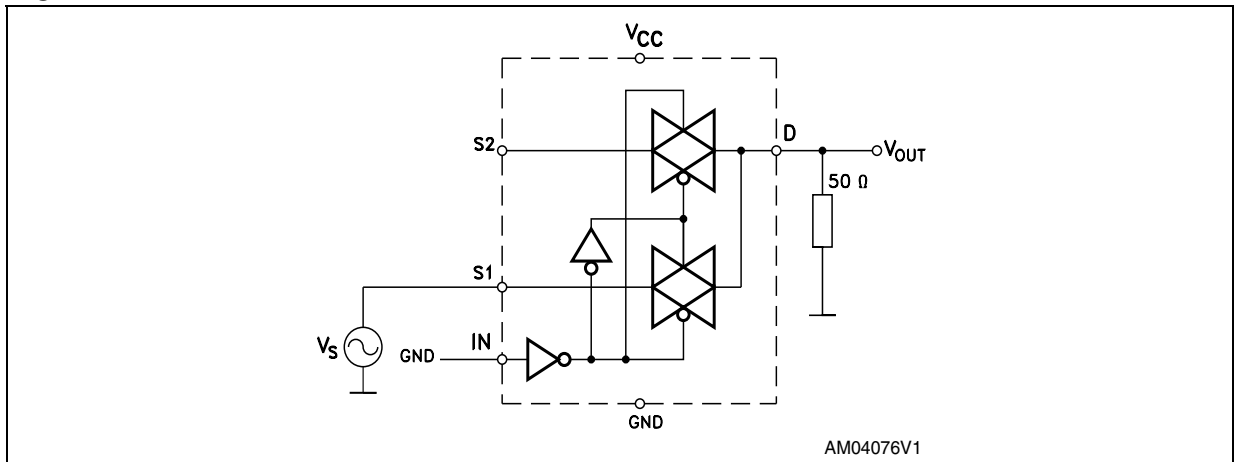 VCC
S2
D
VOUT
50 Ω
S1
VS
GND
IN
GND
AM04076V1